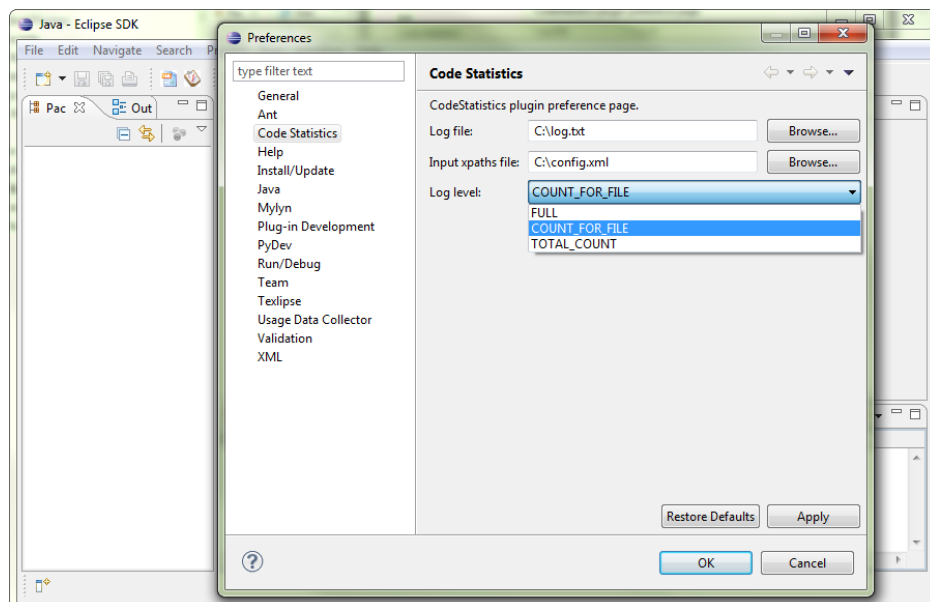 Java - Eclipse SDK
File Edit Navigate Search Pr
Pac
Out
Preferences
type filter text
General
Ant
Code Statistics
Help
Install/Update
Java
Mylyn
Plug-in Development
PyDev
Run/Debug
Team
Texlipse
Usage Data Collector
Validation
XML
Code Statistics
CodeStatistics plugin preference page.
Log file: C:\log.txt Browse...
Input xpaths file: C:\config.xml Browse...
Log level: COUNT_FOR_FILE
FULL
COUNT_FOR_FILE
TOTAL_COUNT
Restore Defaults Apply
OK Cancel